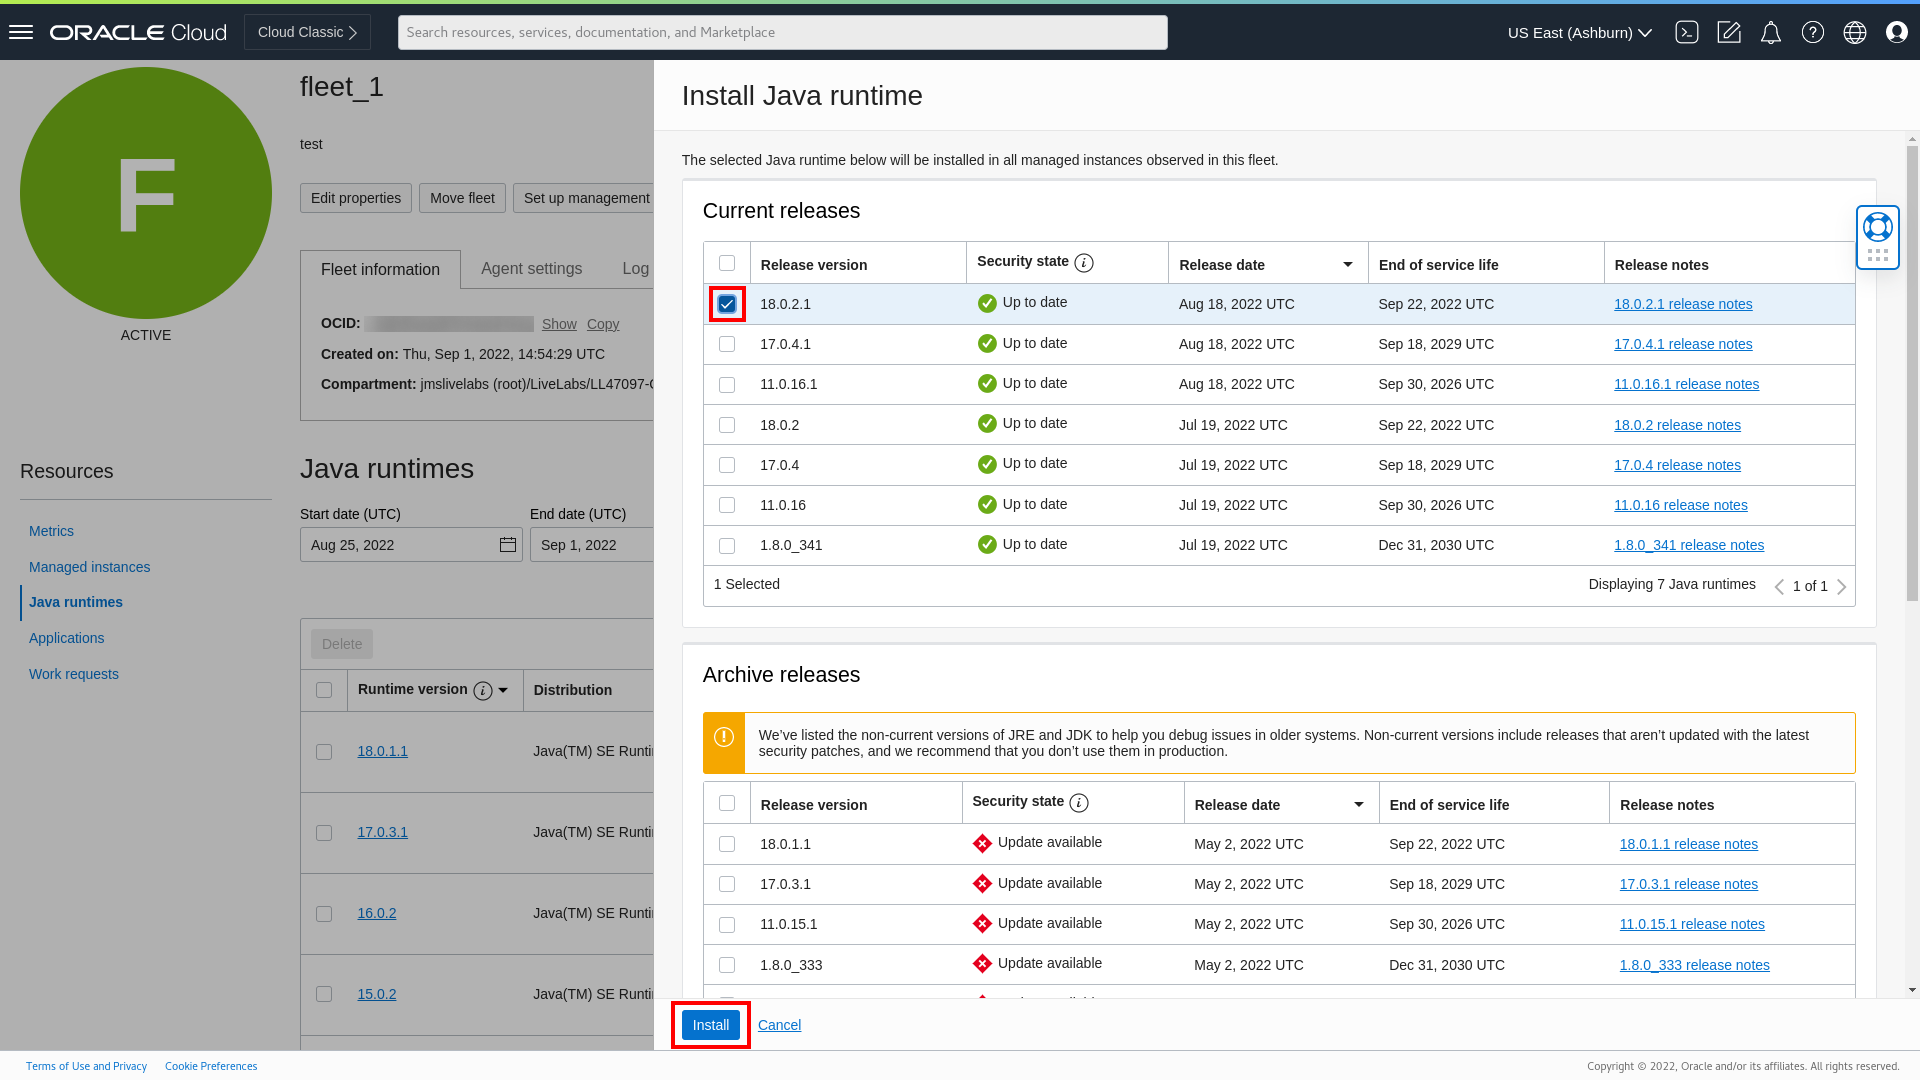 ORACLE Cloud
Cloud Classic
Search resources, services, documentation, and Marketplace
US East (Ashburn)
F
ACTIVE
fleet_1
test
Edit properties
Move fleet
Set up management
Fleet information
Agent settings
Log
OCID:
Show
Copy
Created on: Thu, Sep 1, 2022, 14:54:29 UTC
Compartment: jmslivelabs (root)/LiveLabs/LL47097-
Resources
Metrics
Managed instances
Java runtimes
Applications
Work requests
Java runtimes
Start date (UTC)
End date (UTC)
Aug 25, 2022
Sep 1, 2022
Delete
Runtime version i
Distribution
18.0.1.1
Java(TM) SE Runti
17.0.3.1
Java(TM) SE Runti
16.0.2
Java(TM) SE Runti
15.0.2
Java(TM) SE Runti
Install Java runtime
The selected Java runtime below will be installed in all managed instances observed in this fleet.
Current releases
Release version Security state i Release date End of service life Release notes
18.0.2.1 Up to date Aug 18, 2022 UTC Sep 22, 2022 UTC 18.0.2.1 release notes
17.0.4.1 Up to date Aug 18, 2022 UTC Sep 18, 2029 UTC 17.0.4.1 release notes
11.0.16.1 Up to date Aug 18, 2022 UTC Sep 30, 2026 UTC 11.0.16.1 release notes
18.0.2 Up to date Jul 19, 2022 UTC Sep 22, 2022 UTC 18.0.2 release notes
17.0.4 Up to date Jul 19, 2022 UTC Sep 18, 2029 UTC 17.0.4 release notes
11.0.16 Up to date Jul 19, 2022 UTC Sep 30, 2026 UTC 11.0.16 release notes
1.8.0_341 Up to date Jul 19, 2022 UTC Dec 31, 2030 UTC 1.8.0_341 release notes
1 Selected Displaying 7 Java runtimes 1 of 1
Archive releases
We've listed the non-current versions of JRE and JDK to help you debug issues in older systems. Non-current versions include releases that aren't updated with the latest
security patches, and we recommend that you don't use them in production.
Release version Security state i Release date End of service life Release notes
18.0.1.1 Update available May 2, 2022 UTC Sep 22, 2022 UTC 18.0.1.1 release notes
17.0.3.1 Update available May 2, 2022 UTC Sep 18, 2029 UTC 17.0.3.1 release notes
11.0.15.1 Update available May 2, 2022 UTC Sep 30, 2026 UTC 11.0.15.1 release notes
1.8.0_333 Update available May 2, 2022 UTC Dec 31, 2030 UTC 1.8.0_333 release notes
Install
Cancel
Terms of Use and Privacy
Cookie Preferences
Copyright © 2022, Oracle and/or its affiliates. All rights reserved.